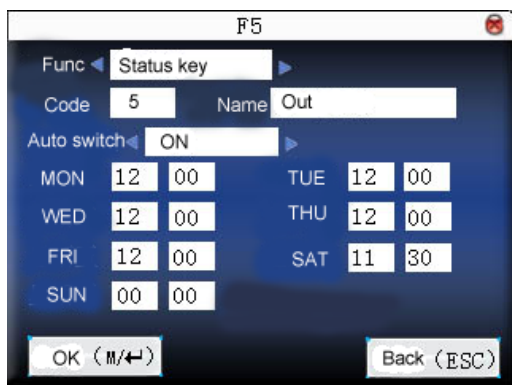 F5
Func Status key
Code 5 Name Out
Auto switch ON
MON 12 00 TUE 12 00
WED 12 00 THU 12 00
FRI 12 00 SAT 11 30
SUN 00 00
OK (M/↵) Back (ESC)